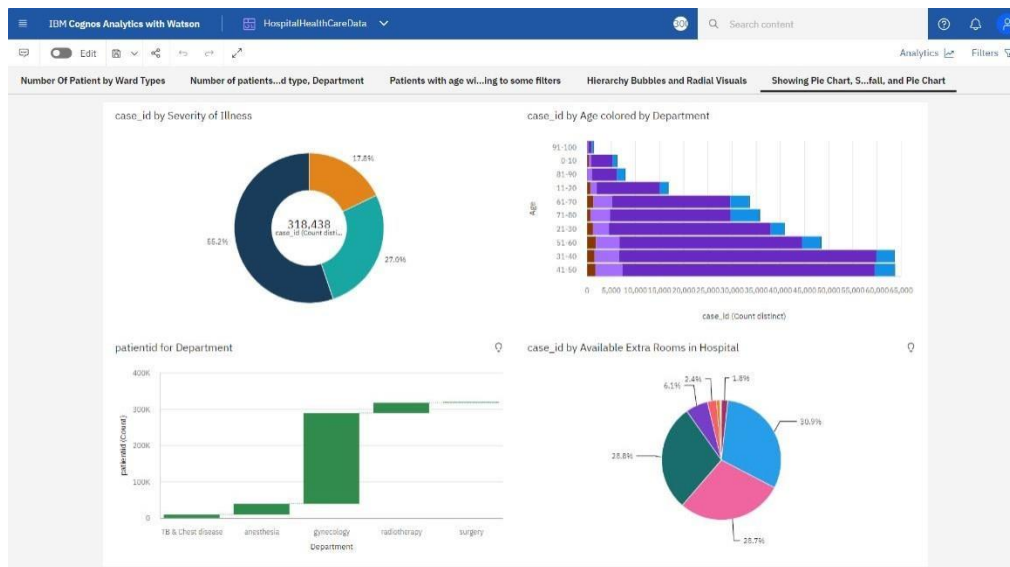 IBM Cognos Analytics with Watson
HospitalHealthCareData
Search content
Edit
Analytics
Filters
Number Of Patient by Ward Types
Number of patients...d type, Department
Patients with age wi...ing to some filters
Hierarchy Bubbles and Radial Visuals
Showing Pie Chart, S...fall, and Pie Chart
case_id by Severity of Illness
17.8%
318,438
case_id (Count disti...
55.2%
27.0%
case_id by Age colored by Department
Age
91-100
0-10
81-90
11-20
61-70
71-80
21-30
51-60
31-40
41-50
0 5,000 10,000 15,000 20,000 25,000 30,000 35,000 40,000 45,000 50,000 55,000 60,000 65,000
case_id (Count distinct)
patientid for Department
patientid (Count)
400K
300K
200K
100K
0
TB & Chest disease anesthesia gynecology radiotherapy surgery
Department
case_id by Available Extra Rooms in Hospital
2.4% 1.8%
6.1%
30.9%
28.8%
28.7%